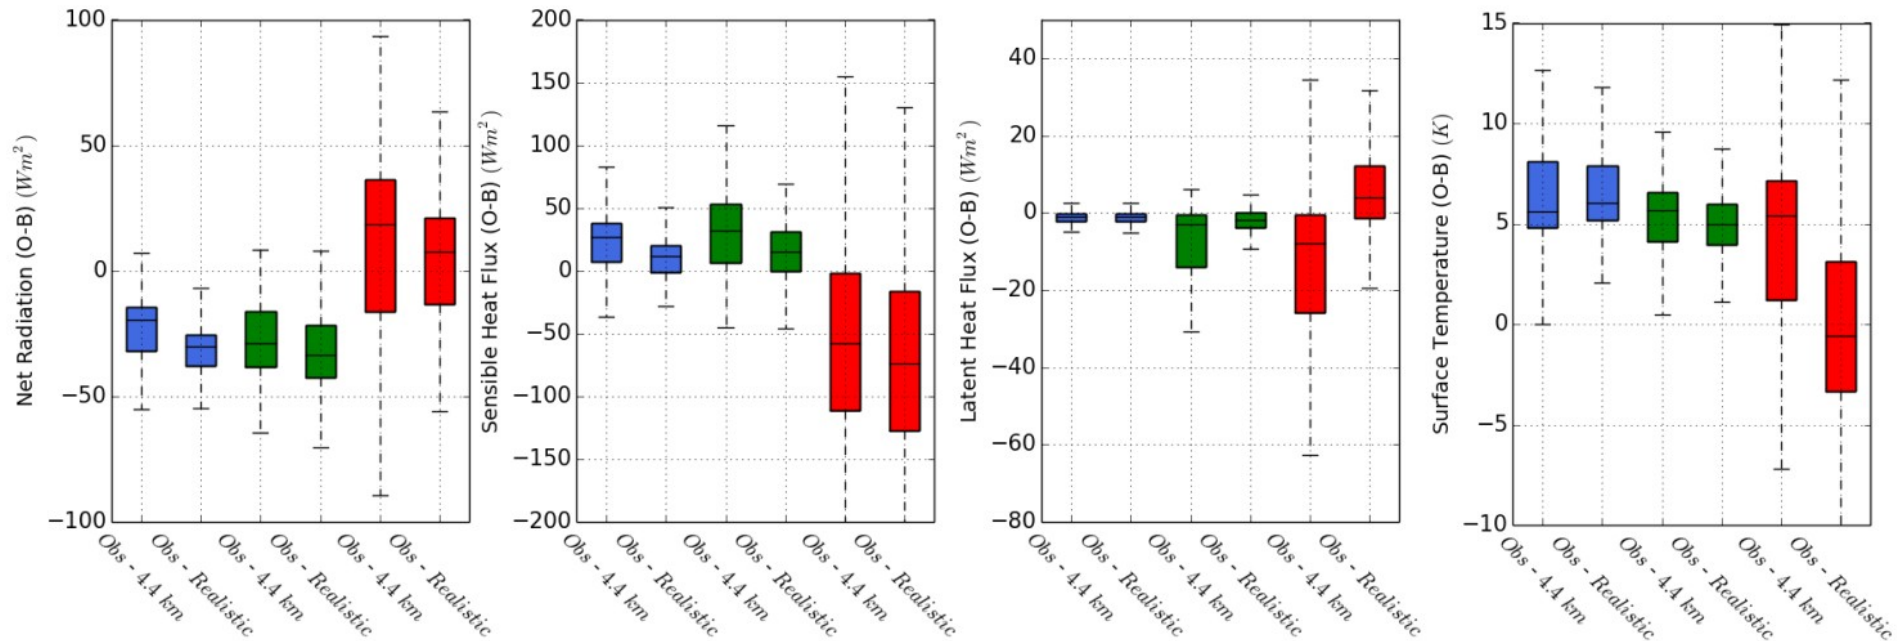 Net Radiation (O-B) (Wm²)
100
50
0
−50
−100
Obs - 4.4 km
Obs - Realistic
Obs - 4.4 km
Obs - Realistic
Obs - 4.4 km
Obs - Realistic
Sensible Heat Flux (O-B) (Wm²)
200
150
100
50
0
−50
−100
−150
−200
Obs - 4.4 km
Obs - Realistic
Obs - 4.4 km
Obs - Realistic
Obs - 4.4 km
Obs - Realistic
Latent Heat Flux (O-B) (Wm²)
40
20
0
−20
−40
−60
−80
Obs - 4.4 km
Obs - Realistic
Obs - 4.4 km
Obs - Realistic
Obs - 4.4 km
Obs - Realistic
Surface Temperature (O-B) (K)
15
10
5
0
−5
−10
Obs - 4.4 km
Obs - Realistic
Obs - 4.4 km
Obs - Realistic
Obs - 4.4 km
Obs - Realistic